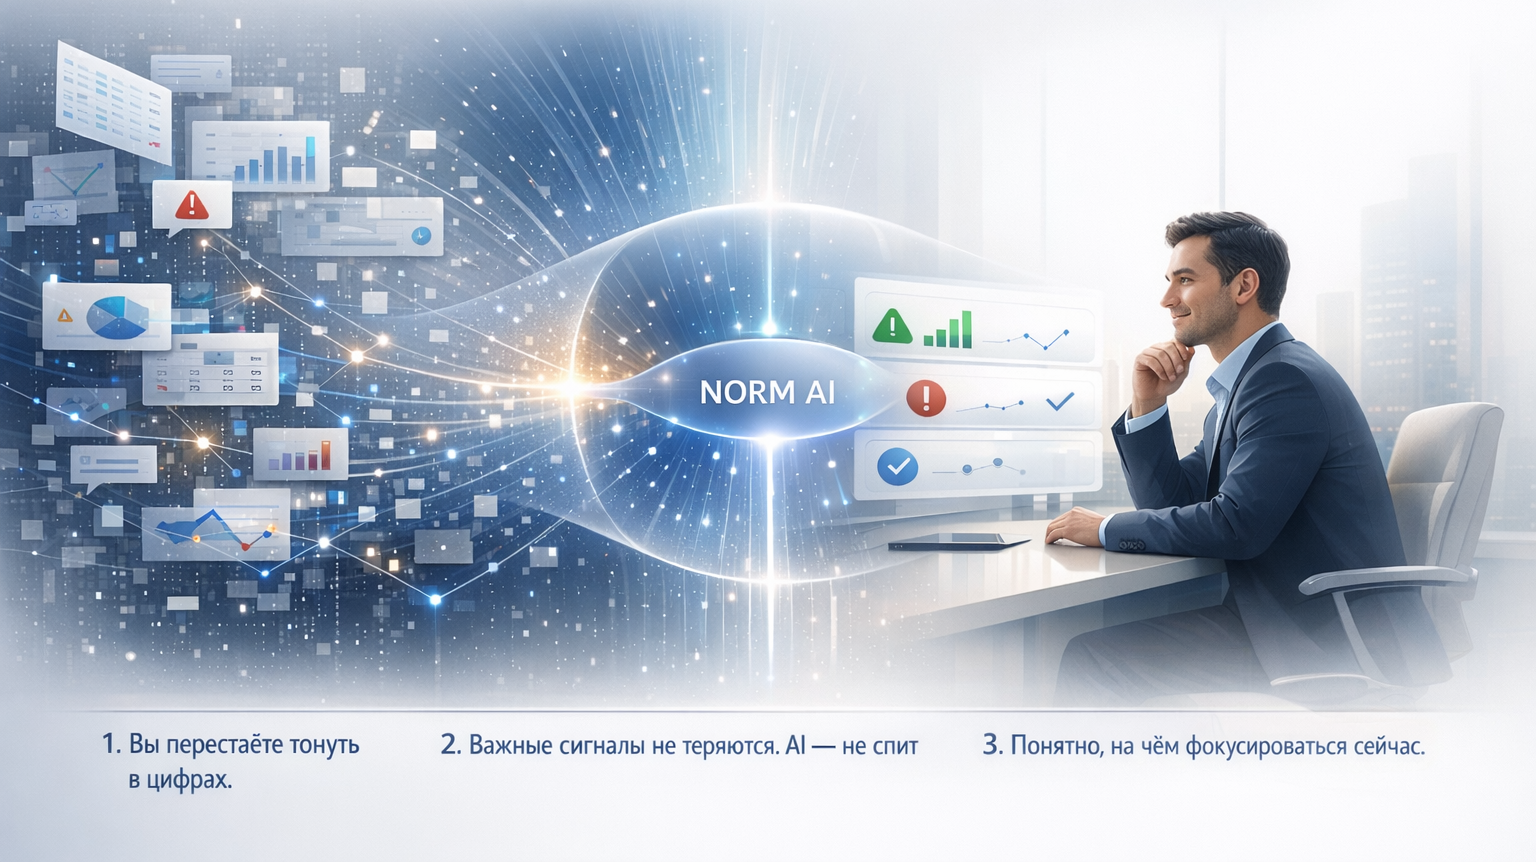 NORM AI
1. Вы перестаёте тонуть
в цифрах.
2. Важные сигналы не теряются. AI — не спит
3. Понятно, на чём фокусироваться сейчас.